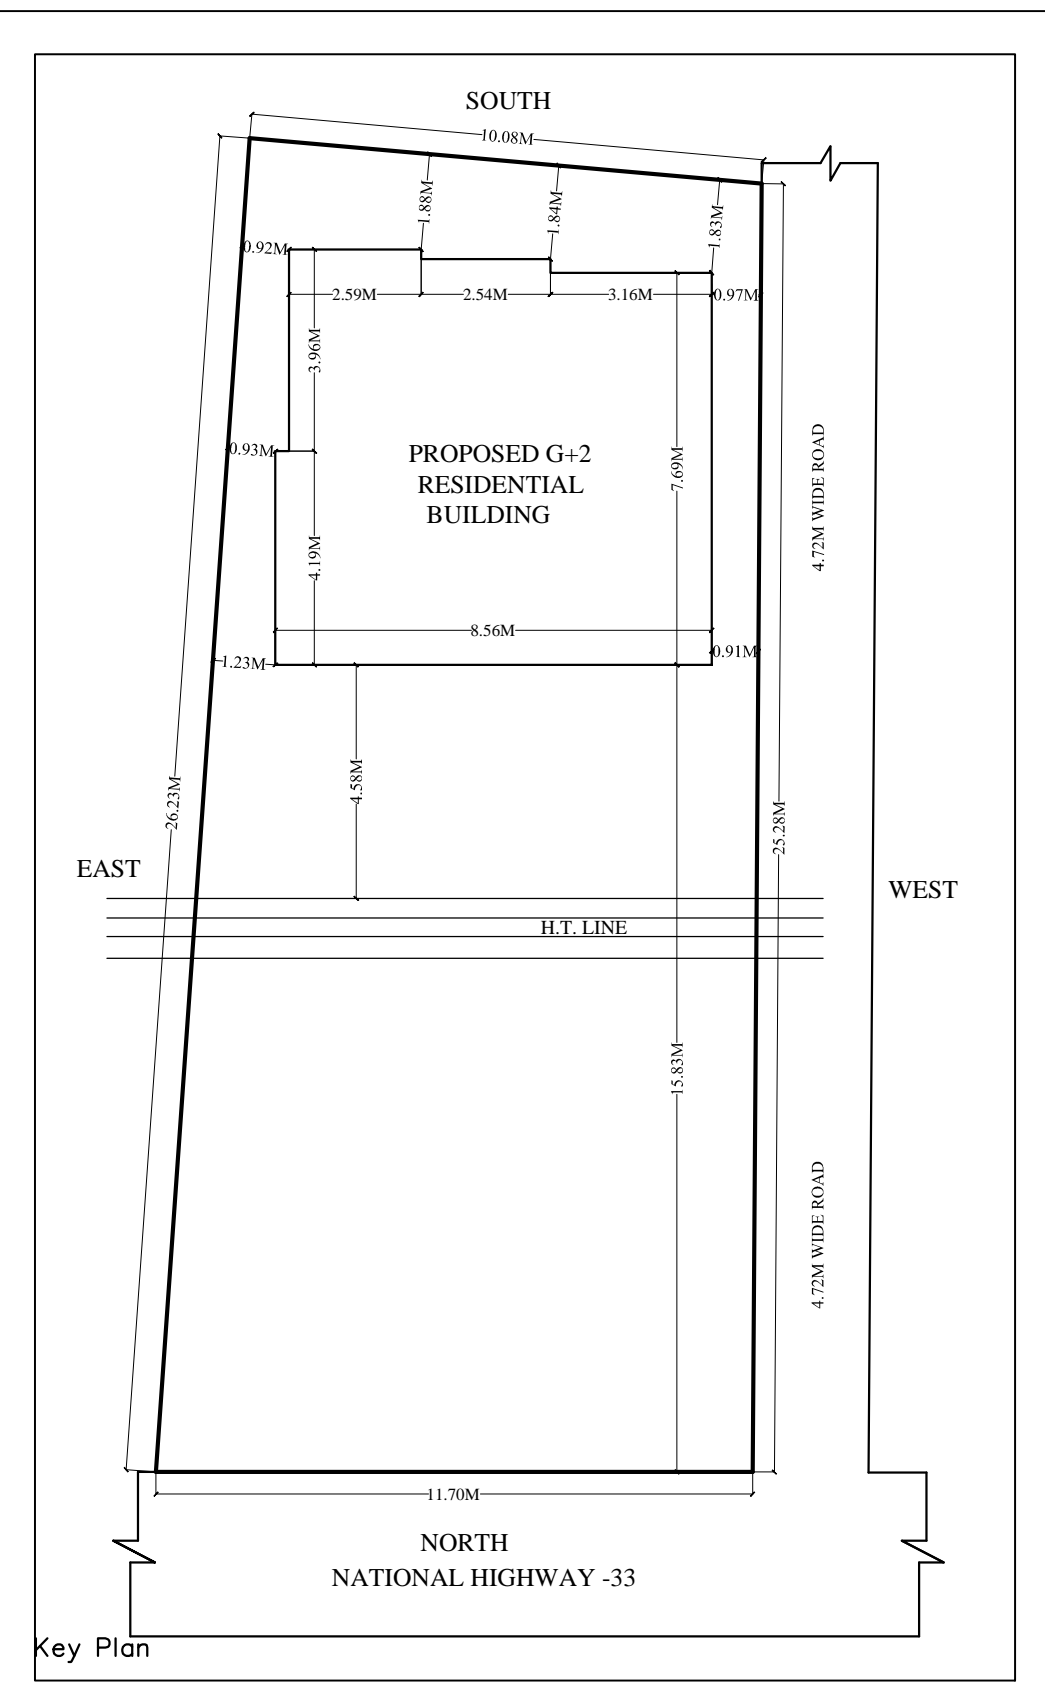 SOUTH
10.08M
1.88M
1.84M
1.83M
0.92M
2.59M
2.54M
3.16M
0.97M
3.96M
0.93M
PROPOSED G+2
RESIDENTIAL
BUILDING
7.69M
4.72M WIDE ROAD
4.19M
8.56M
1.23M
0.91M
4.58M
26.23M
25.28M
EAST
WEST
H.T. LINE
15.83M
4.72M WIDE ROAD
11.70M
NORTH
NATIONAL HIGHWAY -33
Key Plan